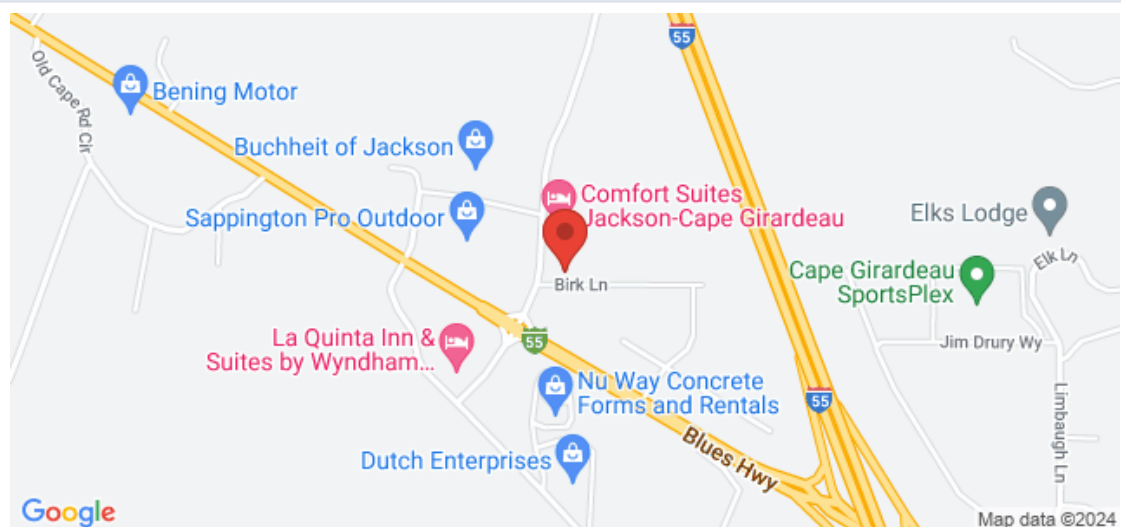 55
Old Cape Rd Cir
Bening Motor
Buchheit of Jackson
Comfort Suites
Jackson-Cape Girardeau
Sappington Pro Outdoor
Elks Lodge
Elk Ln
Cape Girardeau
SportsPlex
Birk Ln
La Quinta Inn &
Suites by Wyndham...
55
Jim Drury Wy
Nu Way Concrete
Forms and Rentals
55
Limbaugh Ln
Blues Hwy
Dutch Enterprises
Google
Map data ©2024